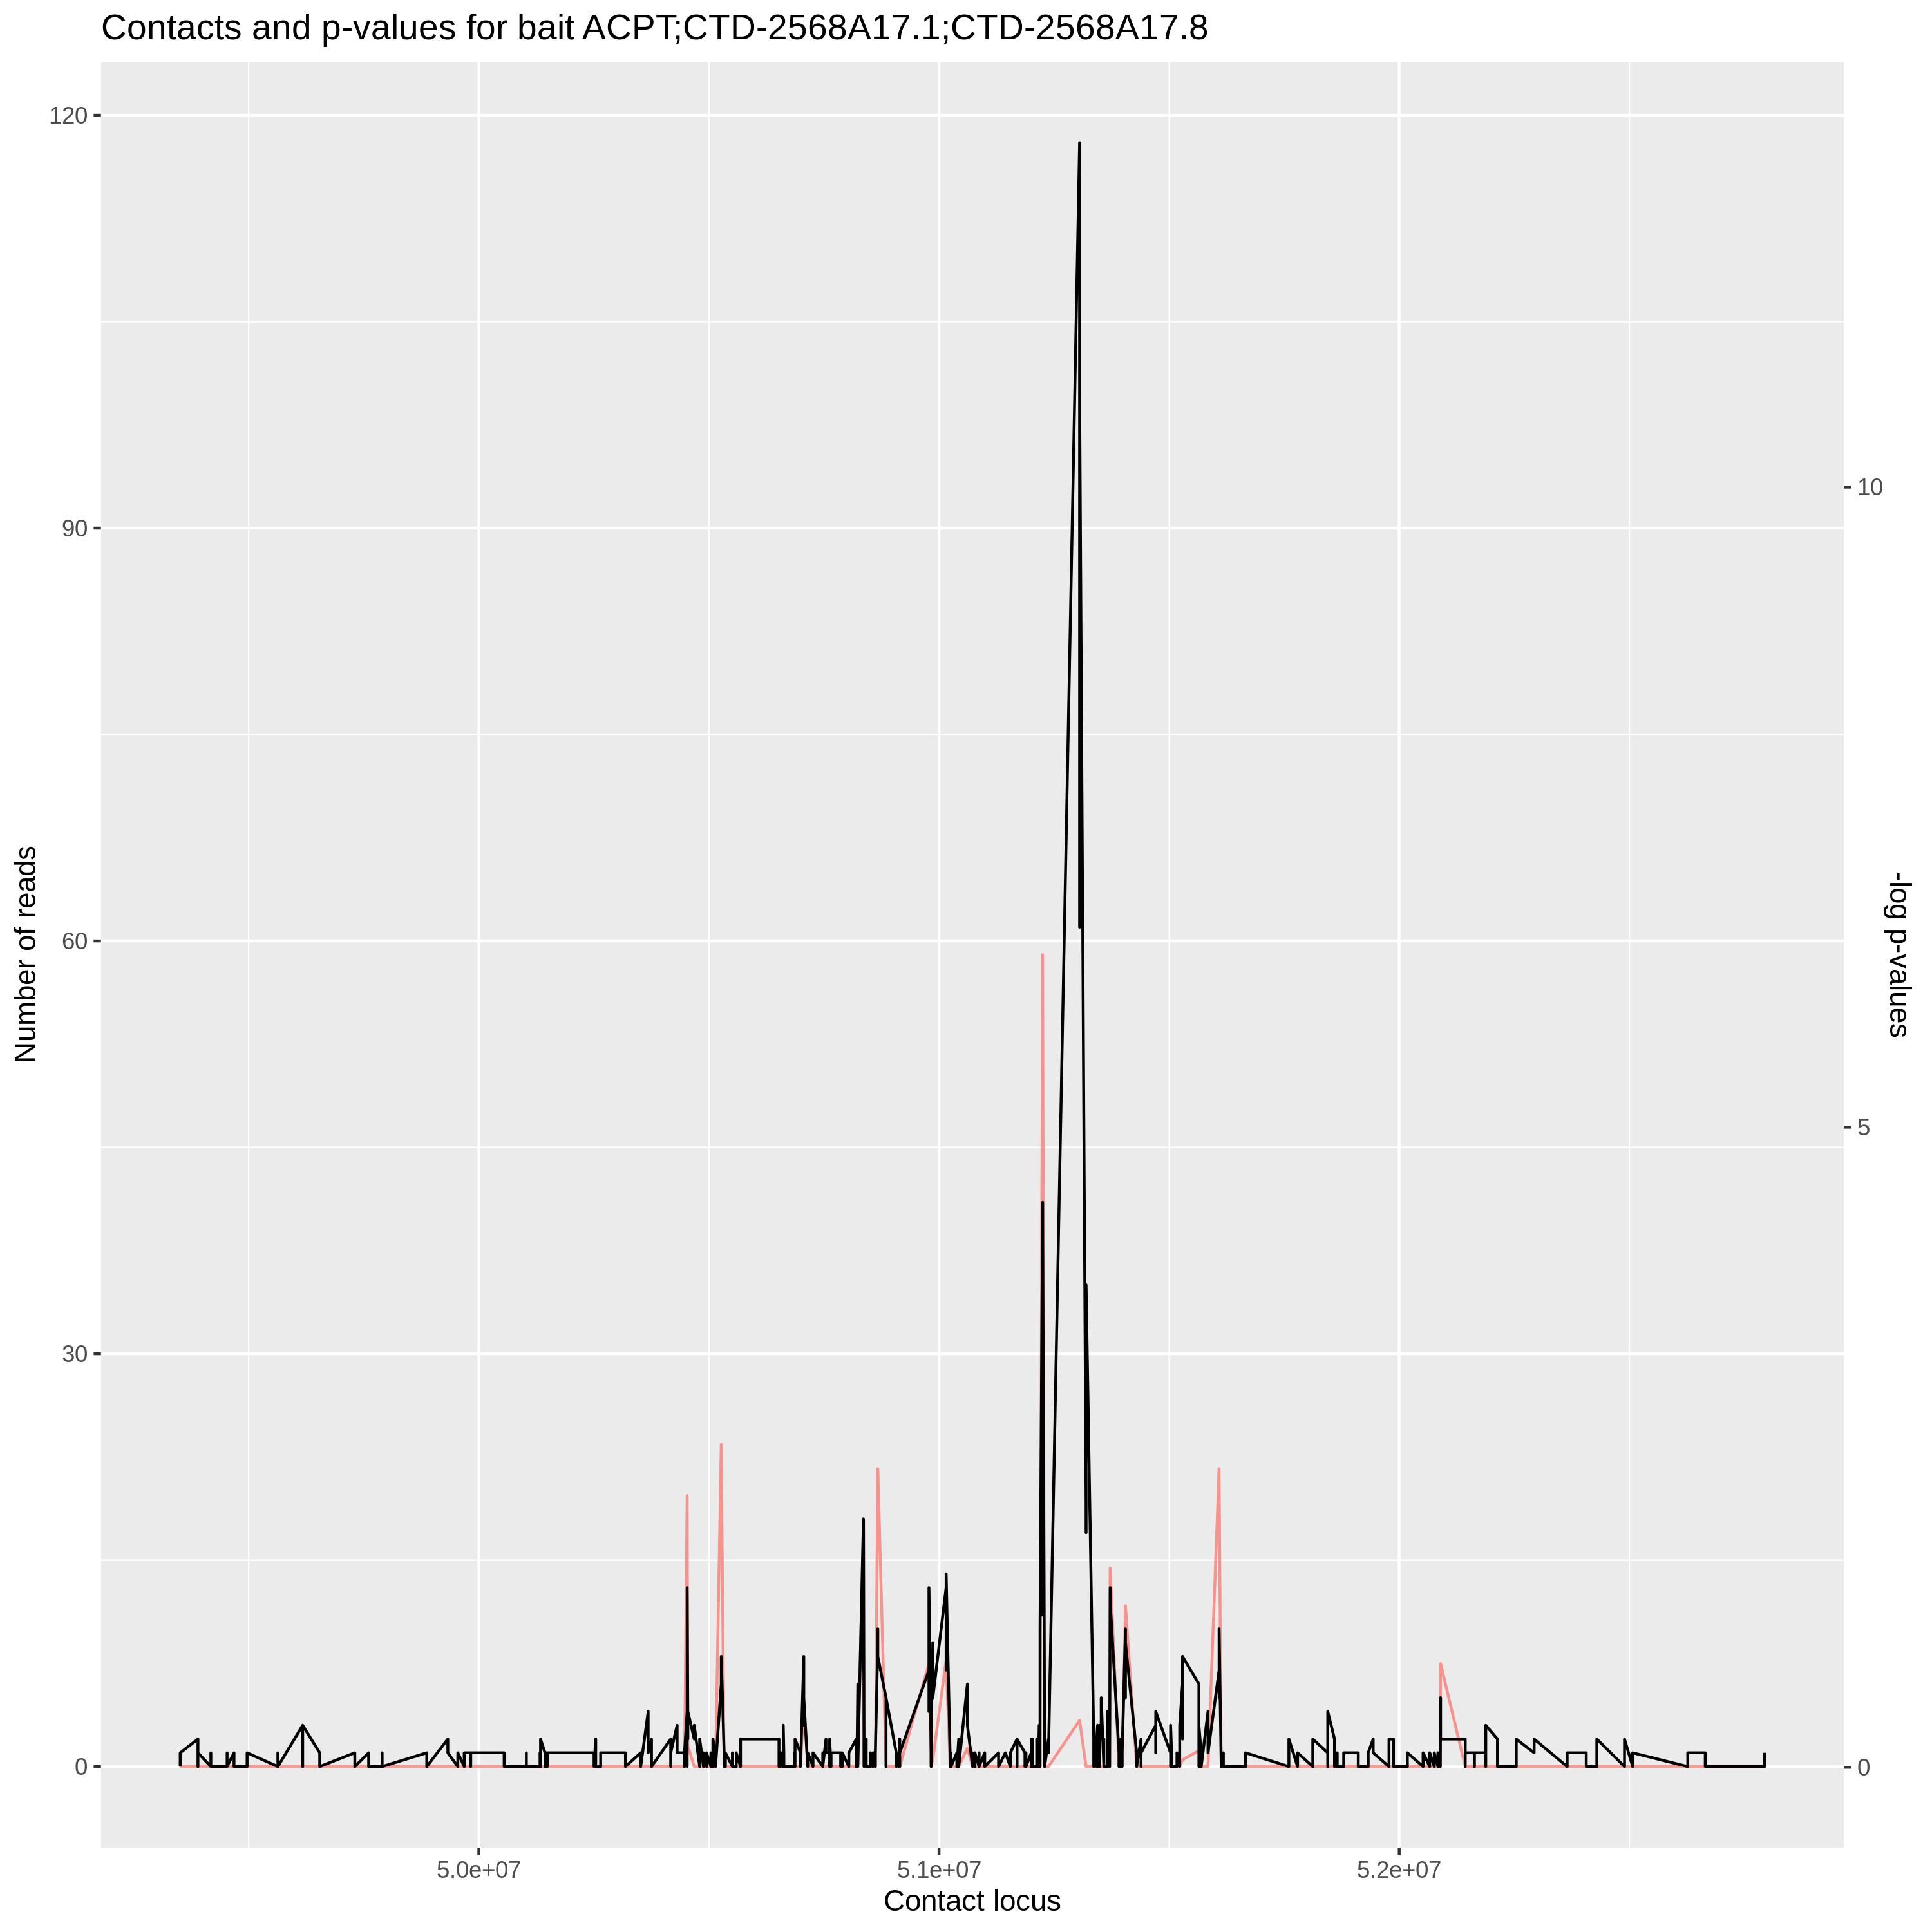 Contacts and p-values for bait ACPT;CTD-2568A17.1;CTD-2568A17.8
120
90
60
30
0
Number of reads
10
5
0
-log p-values
5.0e+07
5.1e+07
5.2e+07
Contact locus